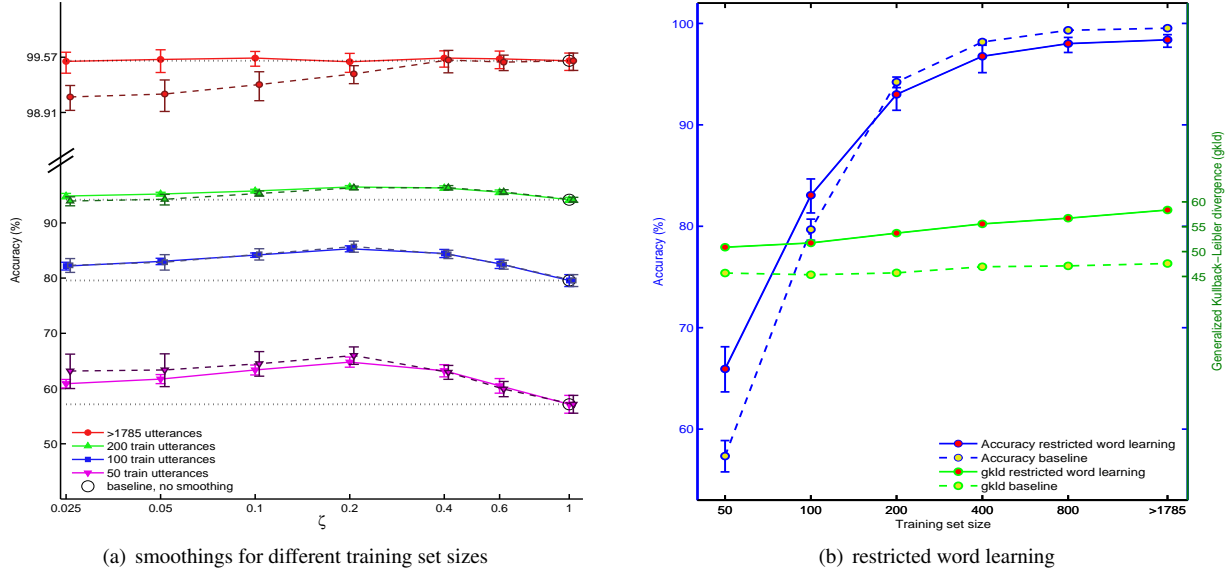 99.57
98.91
90
80
70
60
50
Accuracy (%)
>1785 utterances
200 train utterances
100 train utterances
50 train utterances
baseline, no smoothing
0.025
0.05
0.1
0.2
0.4
0.6
1
ζ
(a) smoothings for different training set sizes
100
90
80
70
60
Accuracy (%)
60
55
50
45
Generalized Kullback−Leibler divergence (gkld)
Accuracy restricted word learning
Accuracy baseline
gkld restricted word learning
gkld baseline
50
100
200
400
800
>1785
Training set size
(b) restricted word learning